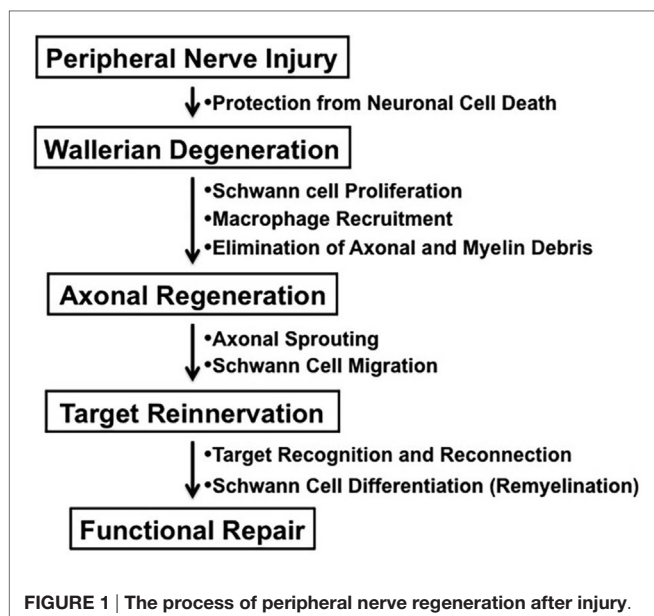 Peripheral Nerve Injury
•Protection from Neuronal Cell Death
Wallerian Degeneration
•Schwann cell Proliferation
•Macrophage Recruitment
•Elimination of Axonal and Myelin Debris
Axonal Regeneration
•Axonal Sprouting
•Schwann Cell Migration
Target Reinnervation
•Target Recognition and Reconnection
•Schwann Cell Differentiation (Remyelination)
Functional Repair
FIGURE 1 | The process of peripheral nerve regeneration after injury.